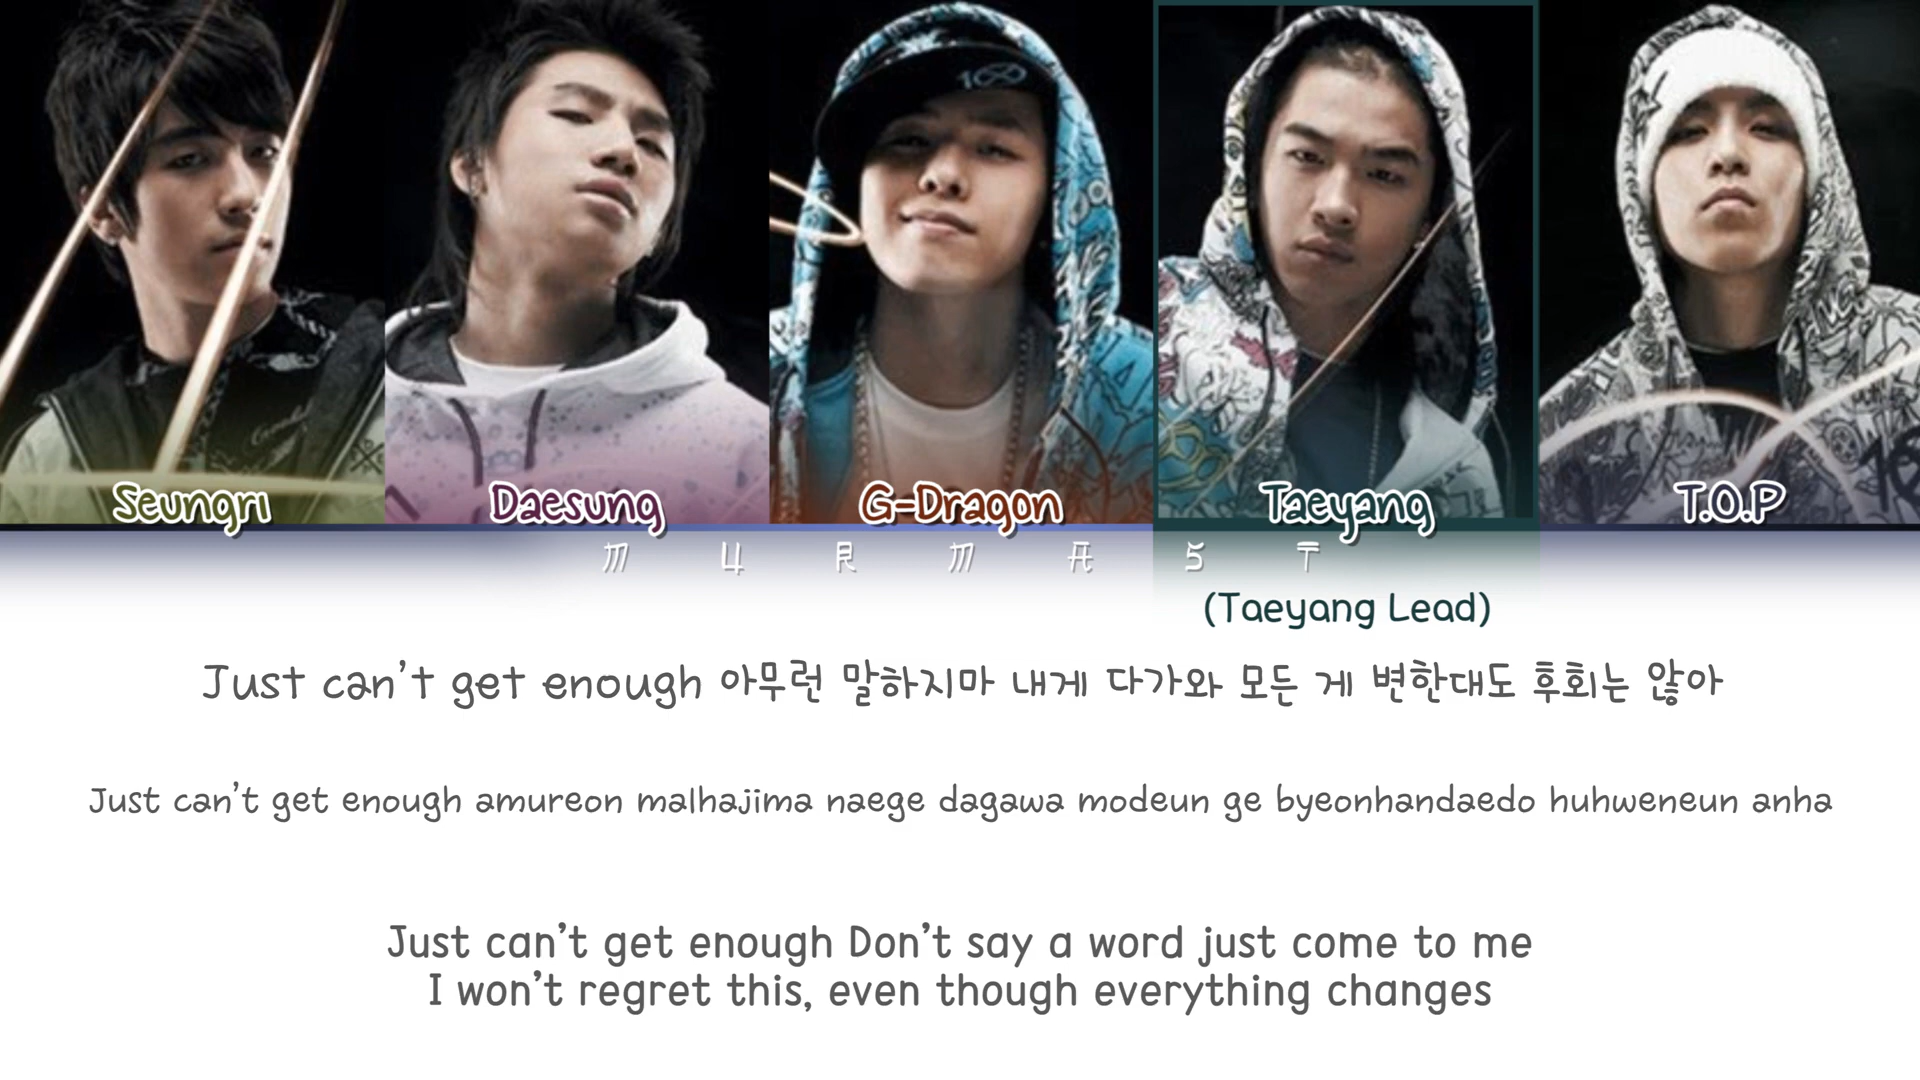 Seungri
Daesung
G-Dragon
Taeyang
T.O.P
MURMAST
(Taeyang Lead)
Just can't get enough 아무런 말하지마 내게 다가와 모든 게 변한대도 후회는 않아
Just can't get enough amureon malhajima naege dagawa modeun ge byeonhandaedo huhweneun anha
Just can't get enough Don't say a word just come to me
I won't regret this, even though everything changes